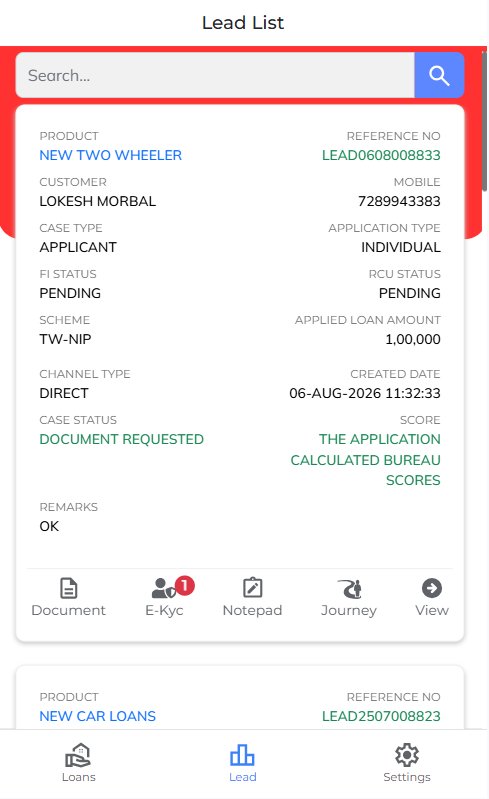 Lead List
Search...
PRODUCT REFERENCE NO
NEW TWO WHEELER LEAD0608008833
CUSTOMER MOBILE
LOKESH MORBAL 7289943383
CASE TYPE APPLICATION TYPE
APPLICANT INDIVIDUAL
FI STATUS RCU STATUS
PENDING PENDING
SCHEME APPLIED LOAN AMOUNT
TW-NIP 1,00,000
CHANNEL TYPE CREATED DATE
DIRECT 06-AUG-2026 11:32:33
CASE STATUS SCORE
DOCUMENT REQUESTED THE APPLICATION
CALCULATED BUREAU
SCORES
REMARKS
OK
1
Document E-Kyc Notepad Journey View
PRODUCT REFERENCE NO
NEW CAR LOANS LEAD2507008823
Loans Lead Settings